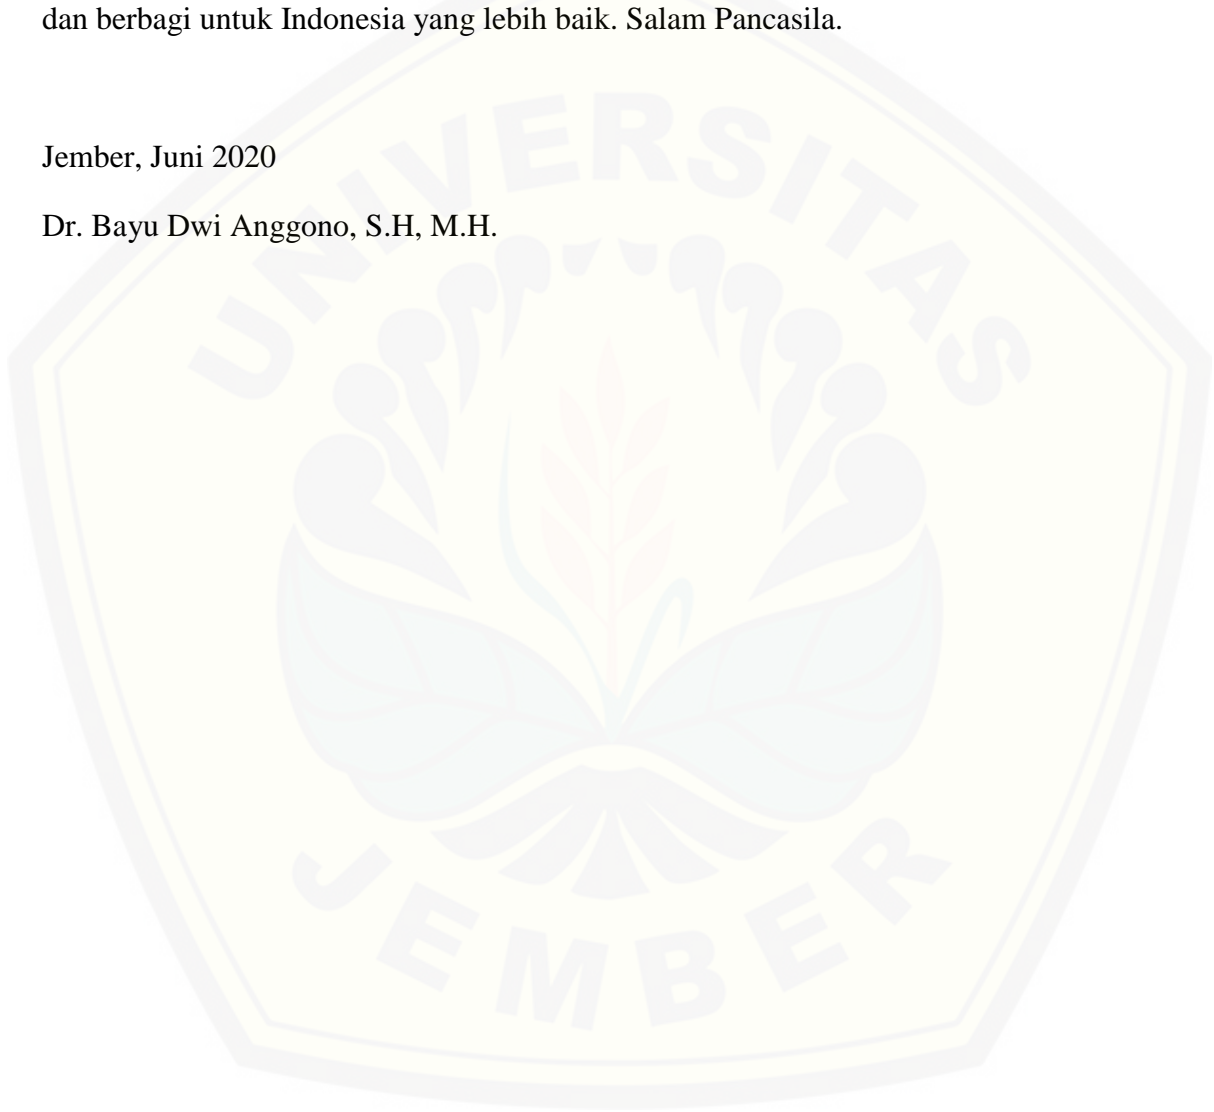 dan berbagi untuk Indonesia yang lebih baik. Salam Pancasila.
Jember, Juni 2020
Dr. Bayu Dwi Anggono, S.H, M.H.
UNIVERSITAS
JEMBER